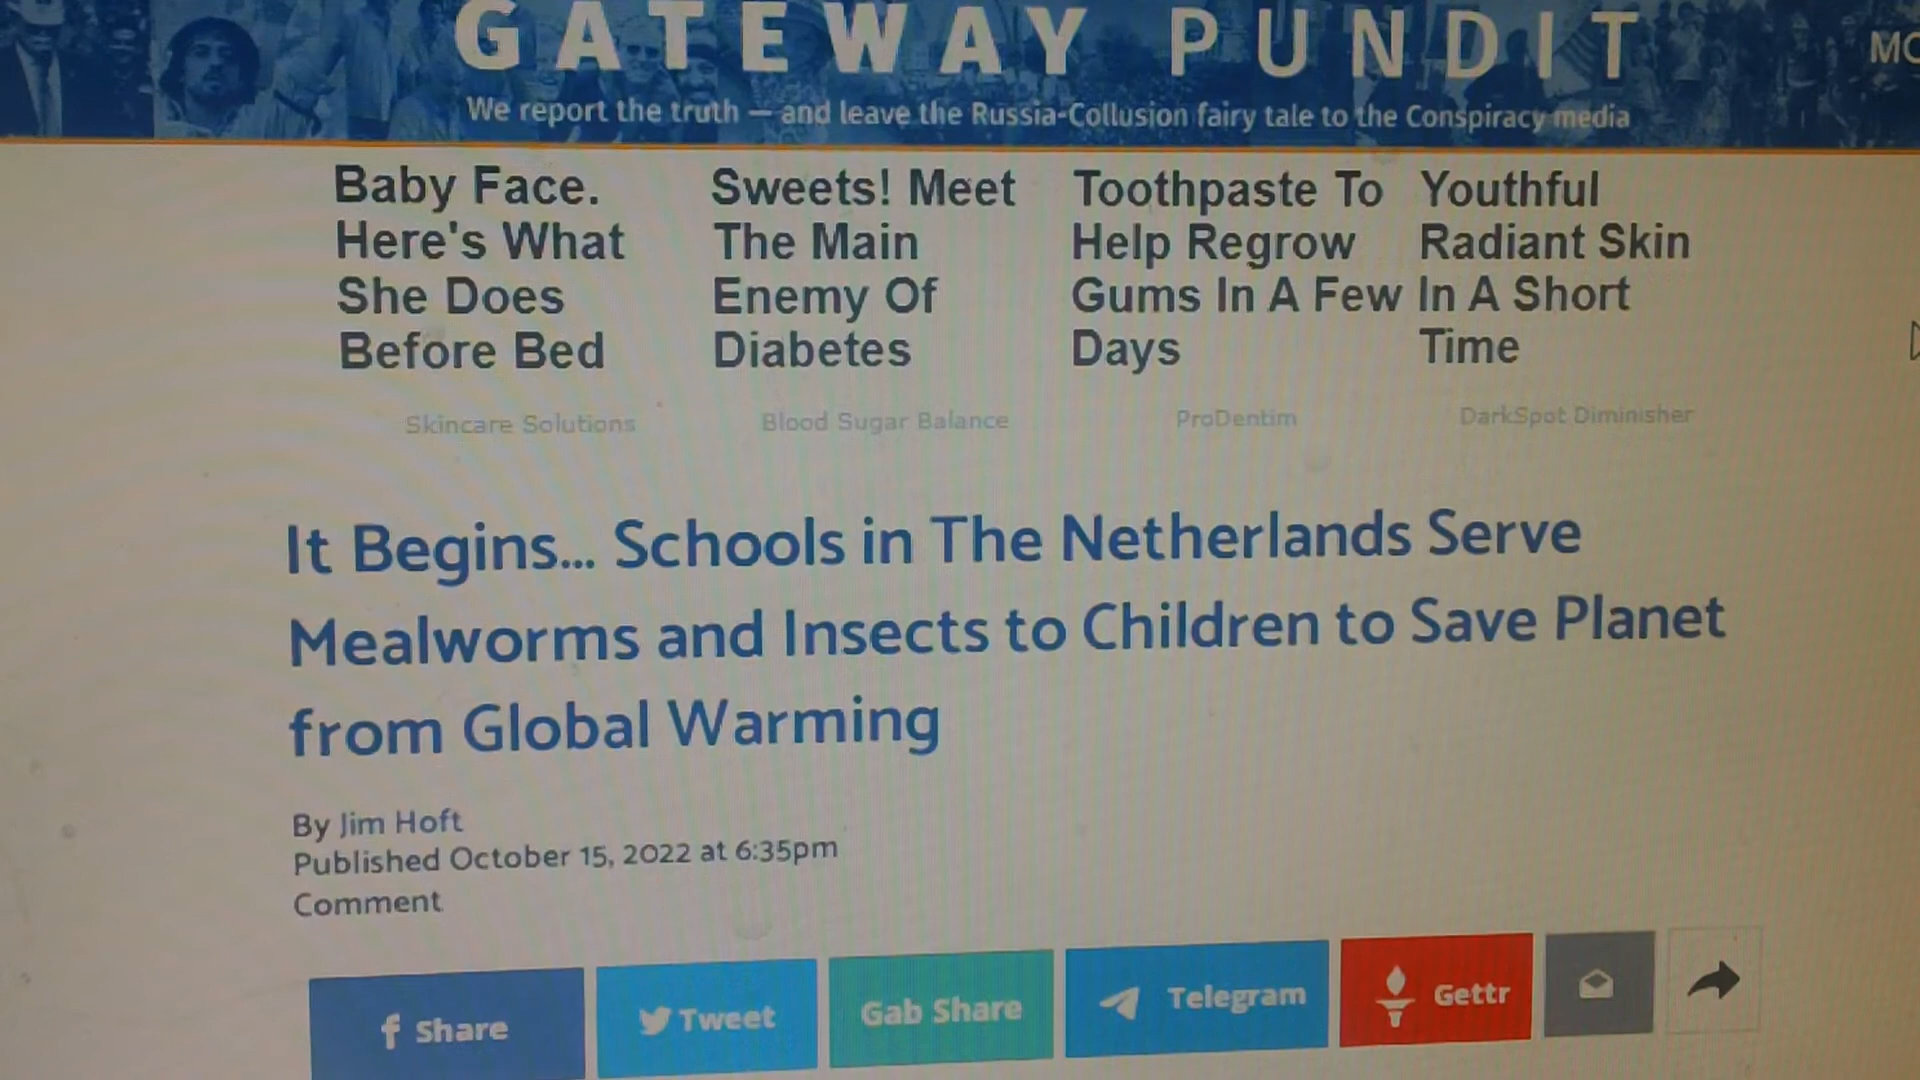 GATEWAY PUNDIT
MO
We report the truth — and leave the Russia-Collusion fairy tale to the Conspiracy media
Baby Face.
Here's What
She Does
Before Bed
Skincare Solutions
Sweets! Meet
The Main
Enemy Of
Diabetes
Blood Sugar Balance
Toothpaste To
Help Regrow
Gums In A Few
Days
ProDentim
Youthful
Radiant Skin
In A Short
Time
DarkSpot Diminisher
It Begins... Schools in The Netherlands Serve
Mealworms and Insects to Children to Save Planet
from Global Warming
By Jim Hoft
Published October 15, 2022 at 6:35pm
Comment
f Share
Tweet
Gab Share
Telegram
Gettr